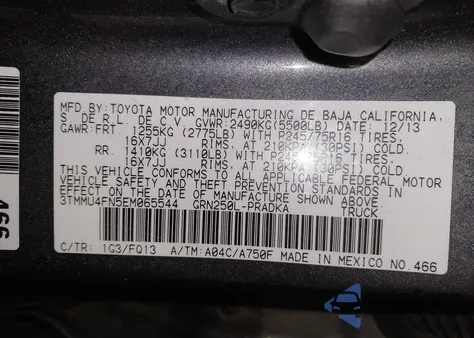 MFD.BY:TOYOTA MOTOR MANUFACTURING DE BAJA CALIFORNIA,
S. DE R.L. DE C.V. GVWR:2490KG(5500LB) DATE: 12/13
GAWR:FRT. 1255KG (2775LB) WITH P245/75R16 TIRES,
16X7JJ RIMS, AT 210KPA(30PSI) COLD.
RR. 1410KG (3110LB) WITH P245/75R16 TIRES,
16X7JJ RIMS, AT 210KPA(30PSI) COLD.
THIS VEHICLE CONFORMS TO ALL APPLICABLE FEDERAL MOTOR
VEHICLE SAFETY AND THEFT PREVENTION STANDARDS IN
EFFECT ON THE DATE OF MANUFACTURE SHOWN ABOVE.
3TMMU4FN5EM065544 GRN250L-PRADKA
TRUCK
C/TR: 1G3/FQ13 A/TM:A04C/A750F MADE IN MEXICO NO.466
466